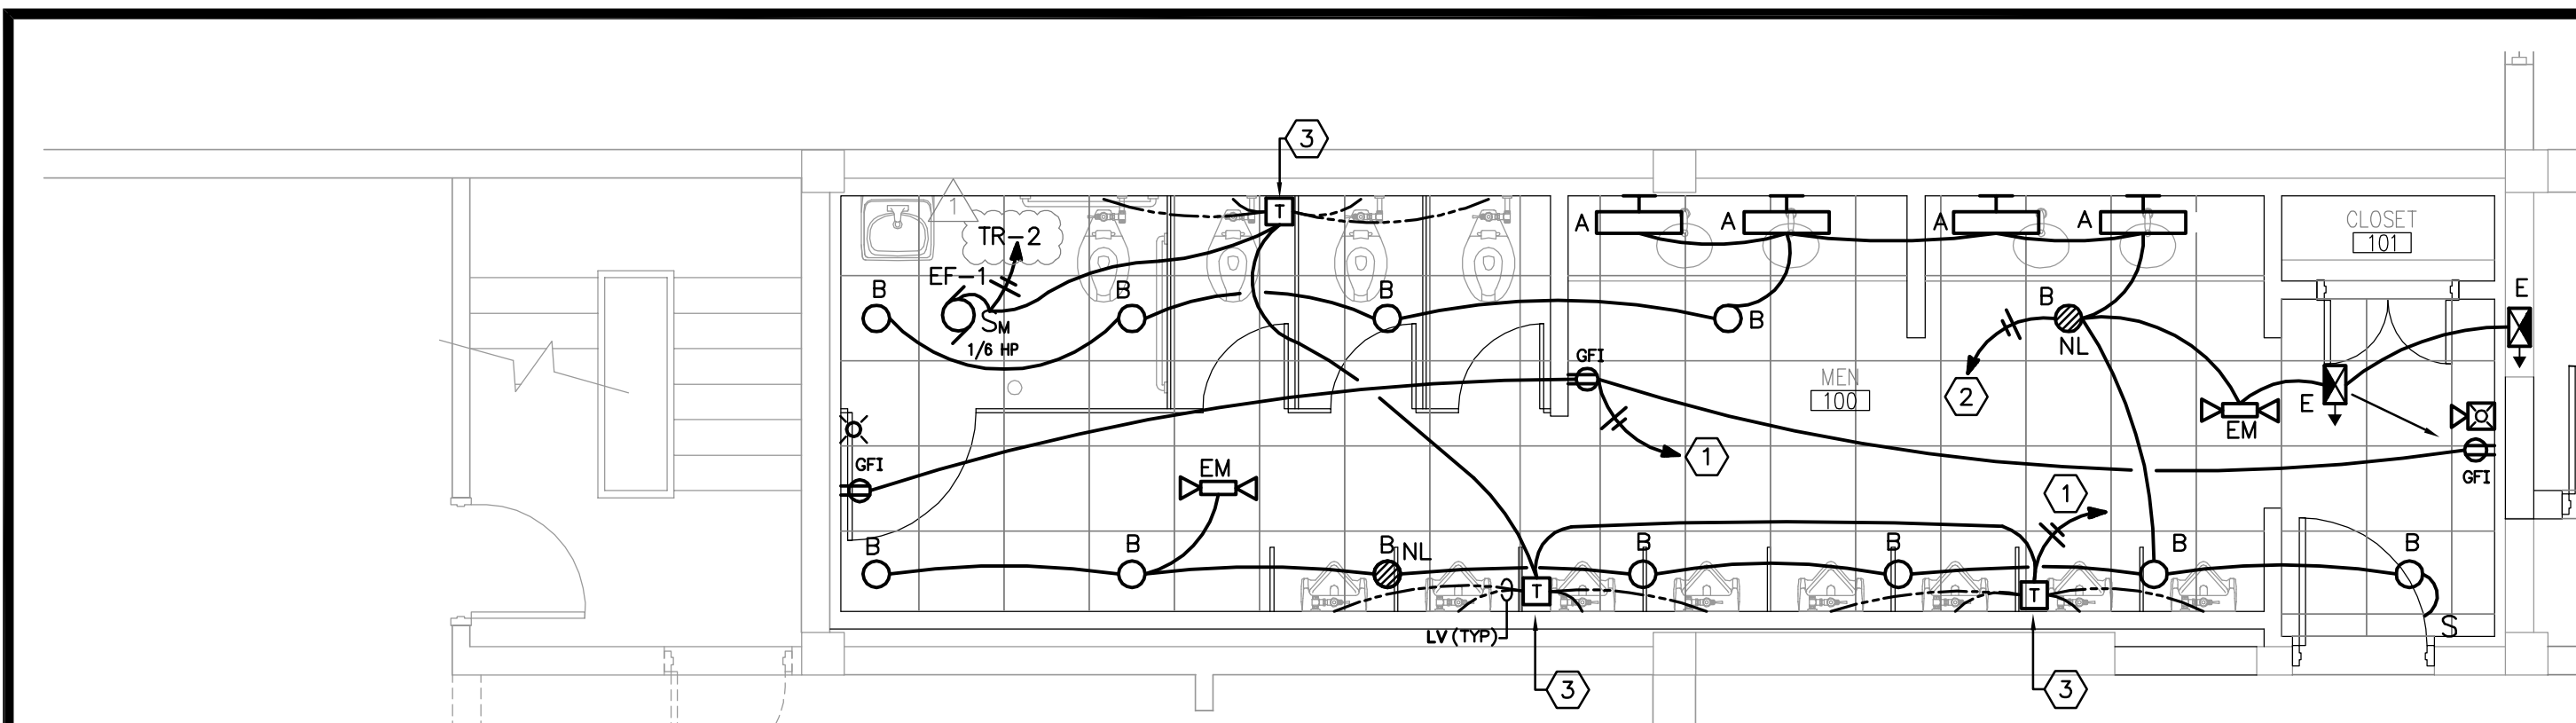 3
1
TR-2
EF-1
SM
1/6 HP
T
A
A
A
A
CLOSET
101
B
B
B
B
B
NL
E
E
GFI
MEN
100
2
EM
GFI
EM
1
GFI
1
B
B
B
NL
B
B
B
B
T
T
LV (TYP)
S
3
3